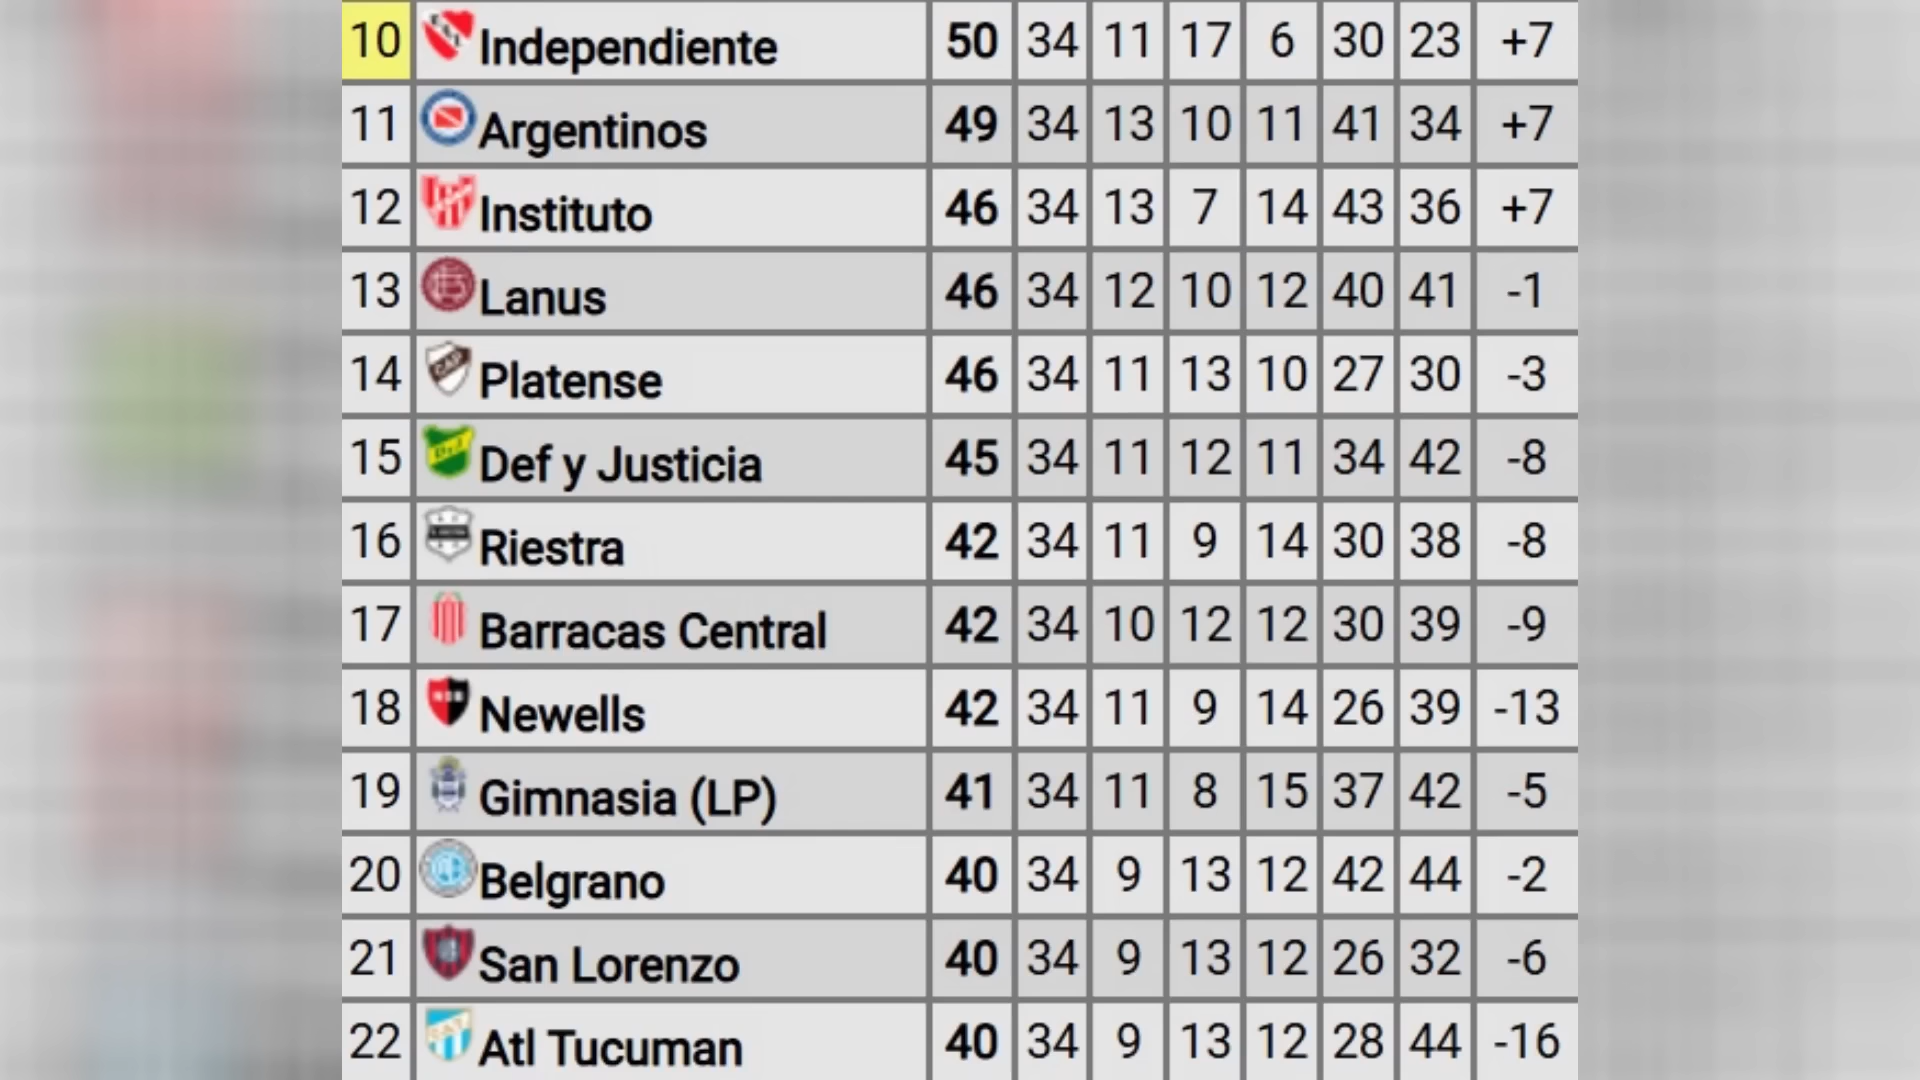 10 Independiente 50 34 11 17 6 30 23 +7
11 Argentinos 49 34 13 10 11 41 34 +7
12 Instituto 46 34 13 7 14 43 36 +7
13 Lanus 46 34 12 10 12 40 41 -1
14 Platense 46 34 11 13 10 27 30 -3
15 Def y Justicia 45 34 11 12 11 34 42 -8
16 Riestra 42 34 11 9 14 30 38 -8
17 Barracas Central 42 34 10 12 12 30 39 -9
18 Newells 42 34 11 9 14 26 39 -13
19 Gimnasia (LP) 41 34 11 8 15 37 42 -5
20 Belgrano 40 34 9 13 12 42 44 -2
21 San Lorenzo 40 34 9 13 12 26 32 -6
22 Atl Tucuman 40 34 9 13 12 28 44 -16